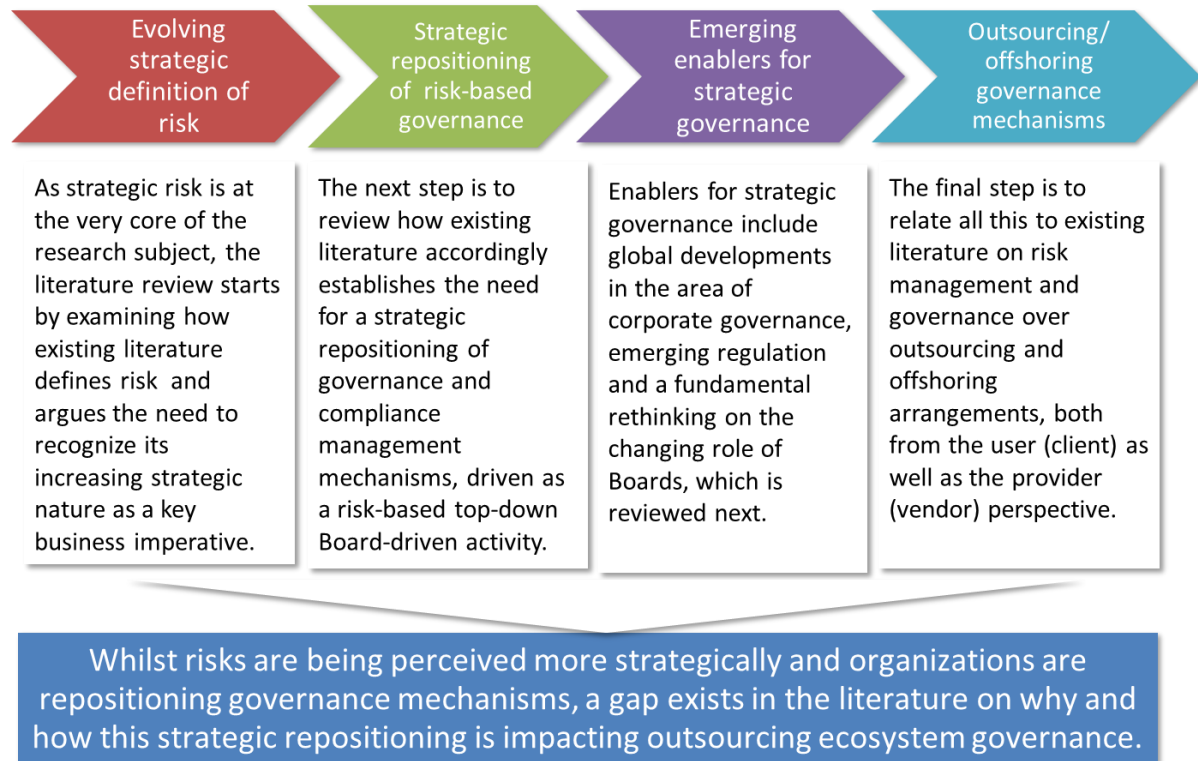 Evolving
strategic
definition of
risk
Strategic
repositioning
of risk-based
governance
Emerging
enablers for
strategic
governance
Outsourcing/
offshoring
governance
mechanisms
As strategic risk is at
the very core of the
research subject, the
literature review starts
by examining how
existing literature
defines risk and
argues the need to
recognize its
increasing strategic
nature as a key
business imperative.
The next step is to
review how existing
literature accordingly
establishes the need
for a strategic
repositioning of
governance and
compliance
management
mechanisms, driven as
a risk-based top-down
Board-driven activity.
Enablers for strategic
governance include
global developments
in the area of
corporate governance,
emerging regulation
and a fundamental
rethinking on the
changing role of
Boards, which is
reviewed next.
The final step is to
relate all this to existing
literature on risk
management and
governance over
outsourcing and
offshoring
arrangements, both
from the user (client) as
well as the provider
(vendor) perspective.
Whilst risks are being perceived more strategically and organizations are
repositioning governance mechanisms, a gap exists in the literature on why and
how this strategic repositioning is impacting outsourcing ecosystem governance.